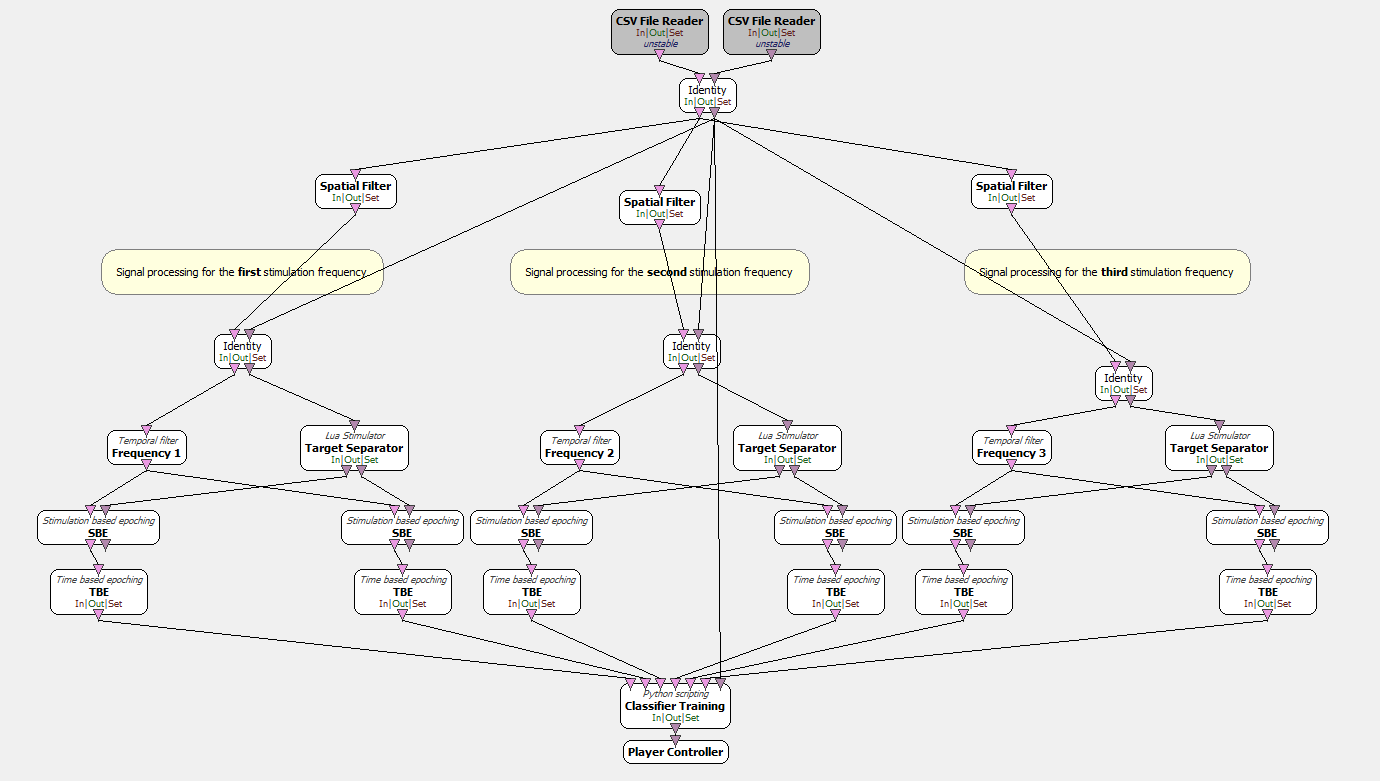 CSV File Reader
In|Out|Set
unstable
CSV File Reader
In|Out|Set
unstable
Identity
In|Out|Set
Spatial Filter
In|Out|Set
Spatial Filter
In|Out|Set
Spatial Filter
In|Out|Set
Signal processing for the first stimulation frequency
Signal processing for the second stimulation frequency
Signal processing for the third stimulation frequency
Identity
In|Out|Set
Identity
In|Out|Set
Identity
In|Out|Set
Temporal filter
Frequency 1
Lua Stimulator
Target Separator
In|Out|Set
Temporal filter
Frequency 2
Lua Stimulator
Target Separator
In|Out|Set
Temporal filter
Frequency 3
Lua Stimulator
Target Separator
In|Out|Set
Stimulation based epoching
SBE
Stimulation based epoching
SBE
Stimulation based epoching
SBE
Stimulation based epoching
SBE
Stimulation based epoching
SBE
Stimulation based epoching
SBE
Time based epoching
TBE
In|Out|Set
Time based epoching
TBE
In|Out|Set
Time based epoching
TBE
In|Out|Set
Time based epoching
TBE
In|Out|Set
Time based epoching
TBE
In|Out|Set
Time based epoching
TBE
In|Out|Set
Python scripting
Classifier Training
In|Out|Set
Player Controller